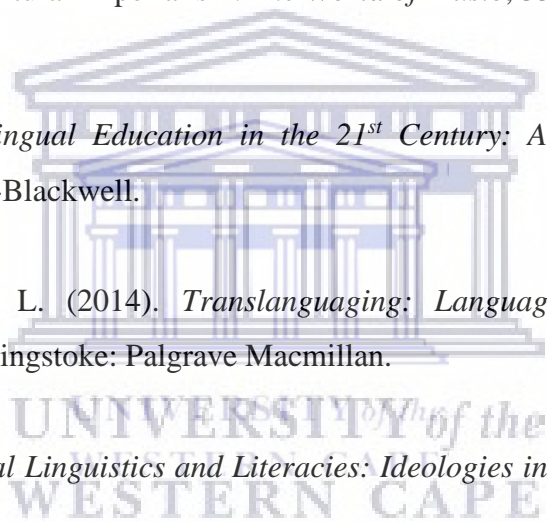 ingual Education in the 21st Century: A
-Blackwell.
L. (2014). Translanguaging: Languag
ingstoke: Palgrave Macmillan.
UNIVERSITY of the
al Linguistics and Literacies: Ideologies in
WESTERN CAPE